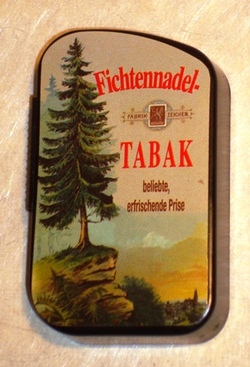 Fichtennadel-
FABRIK ZEICHEN
TABAK
beliebte,
erfrischende Prise